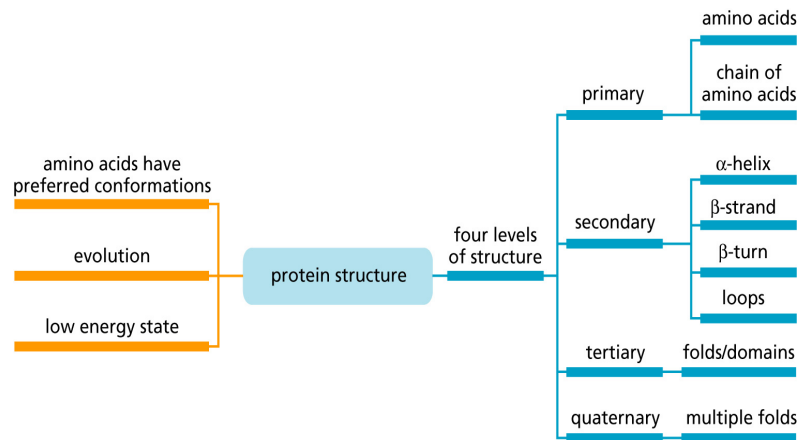 amino acids have
preferred conformations
evolution
low energy state
protein structure
four levels
of structure
primary
amino acids
chain of
amino acids
secondary
α-helix
β-strand
β-turn
loops
tertiary
folds/domains
quaternary
multiple folds